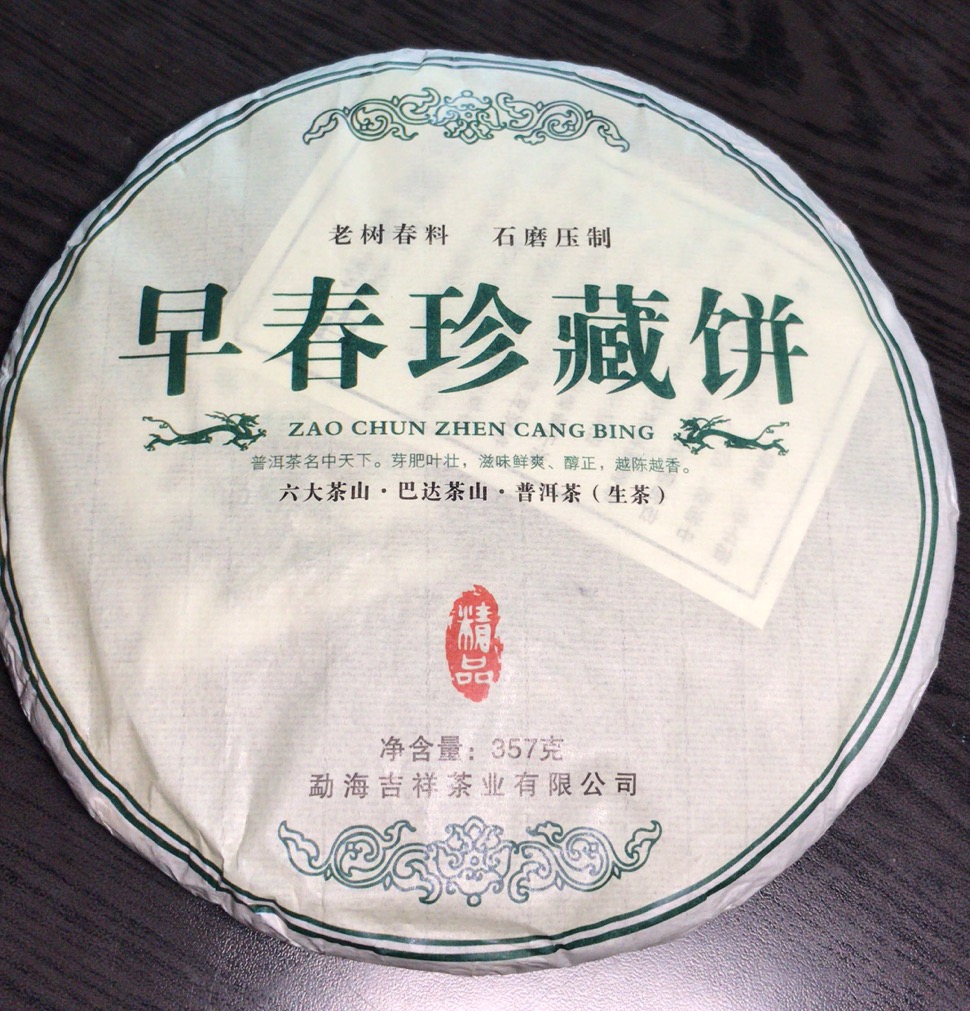 老树春料 石磨压制
早春珍藏饼
ZAO CHUN ZHEN CANG BING
普洱茶名中天下。芽肥叶壮，滋味鲜爽、醇正，越陈越香。
六大茶山·巴达茶山·普洱茶（生茶）
精品
净含量：357克
勐海吉祥茶业有限公司